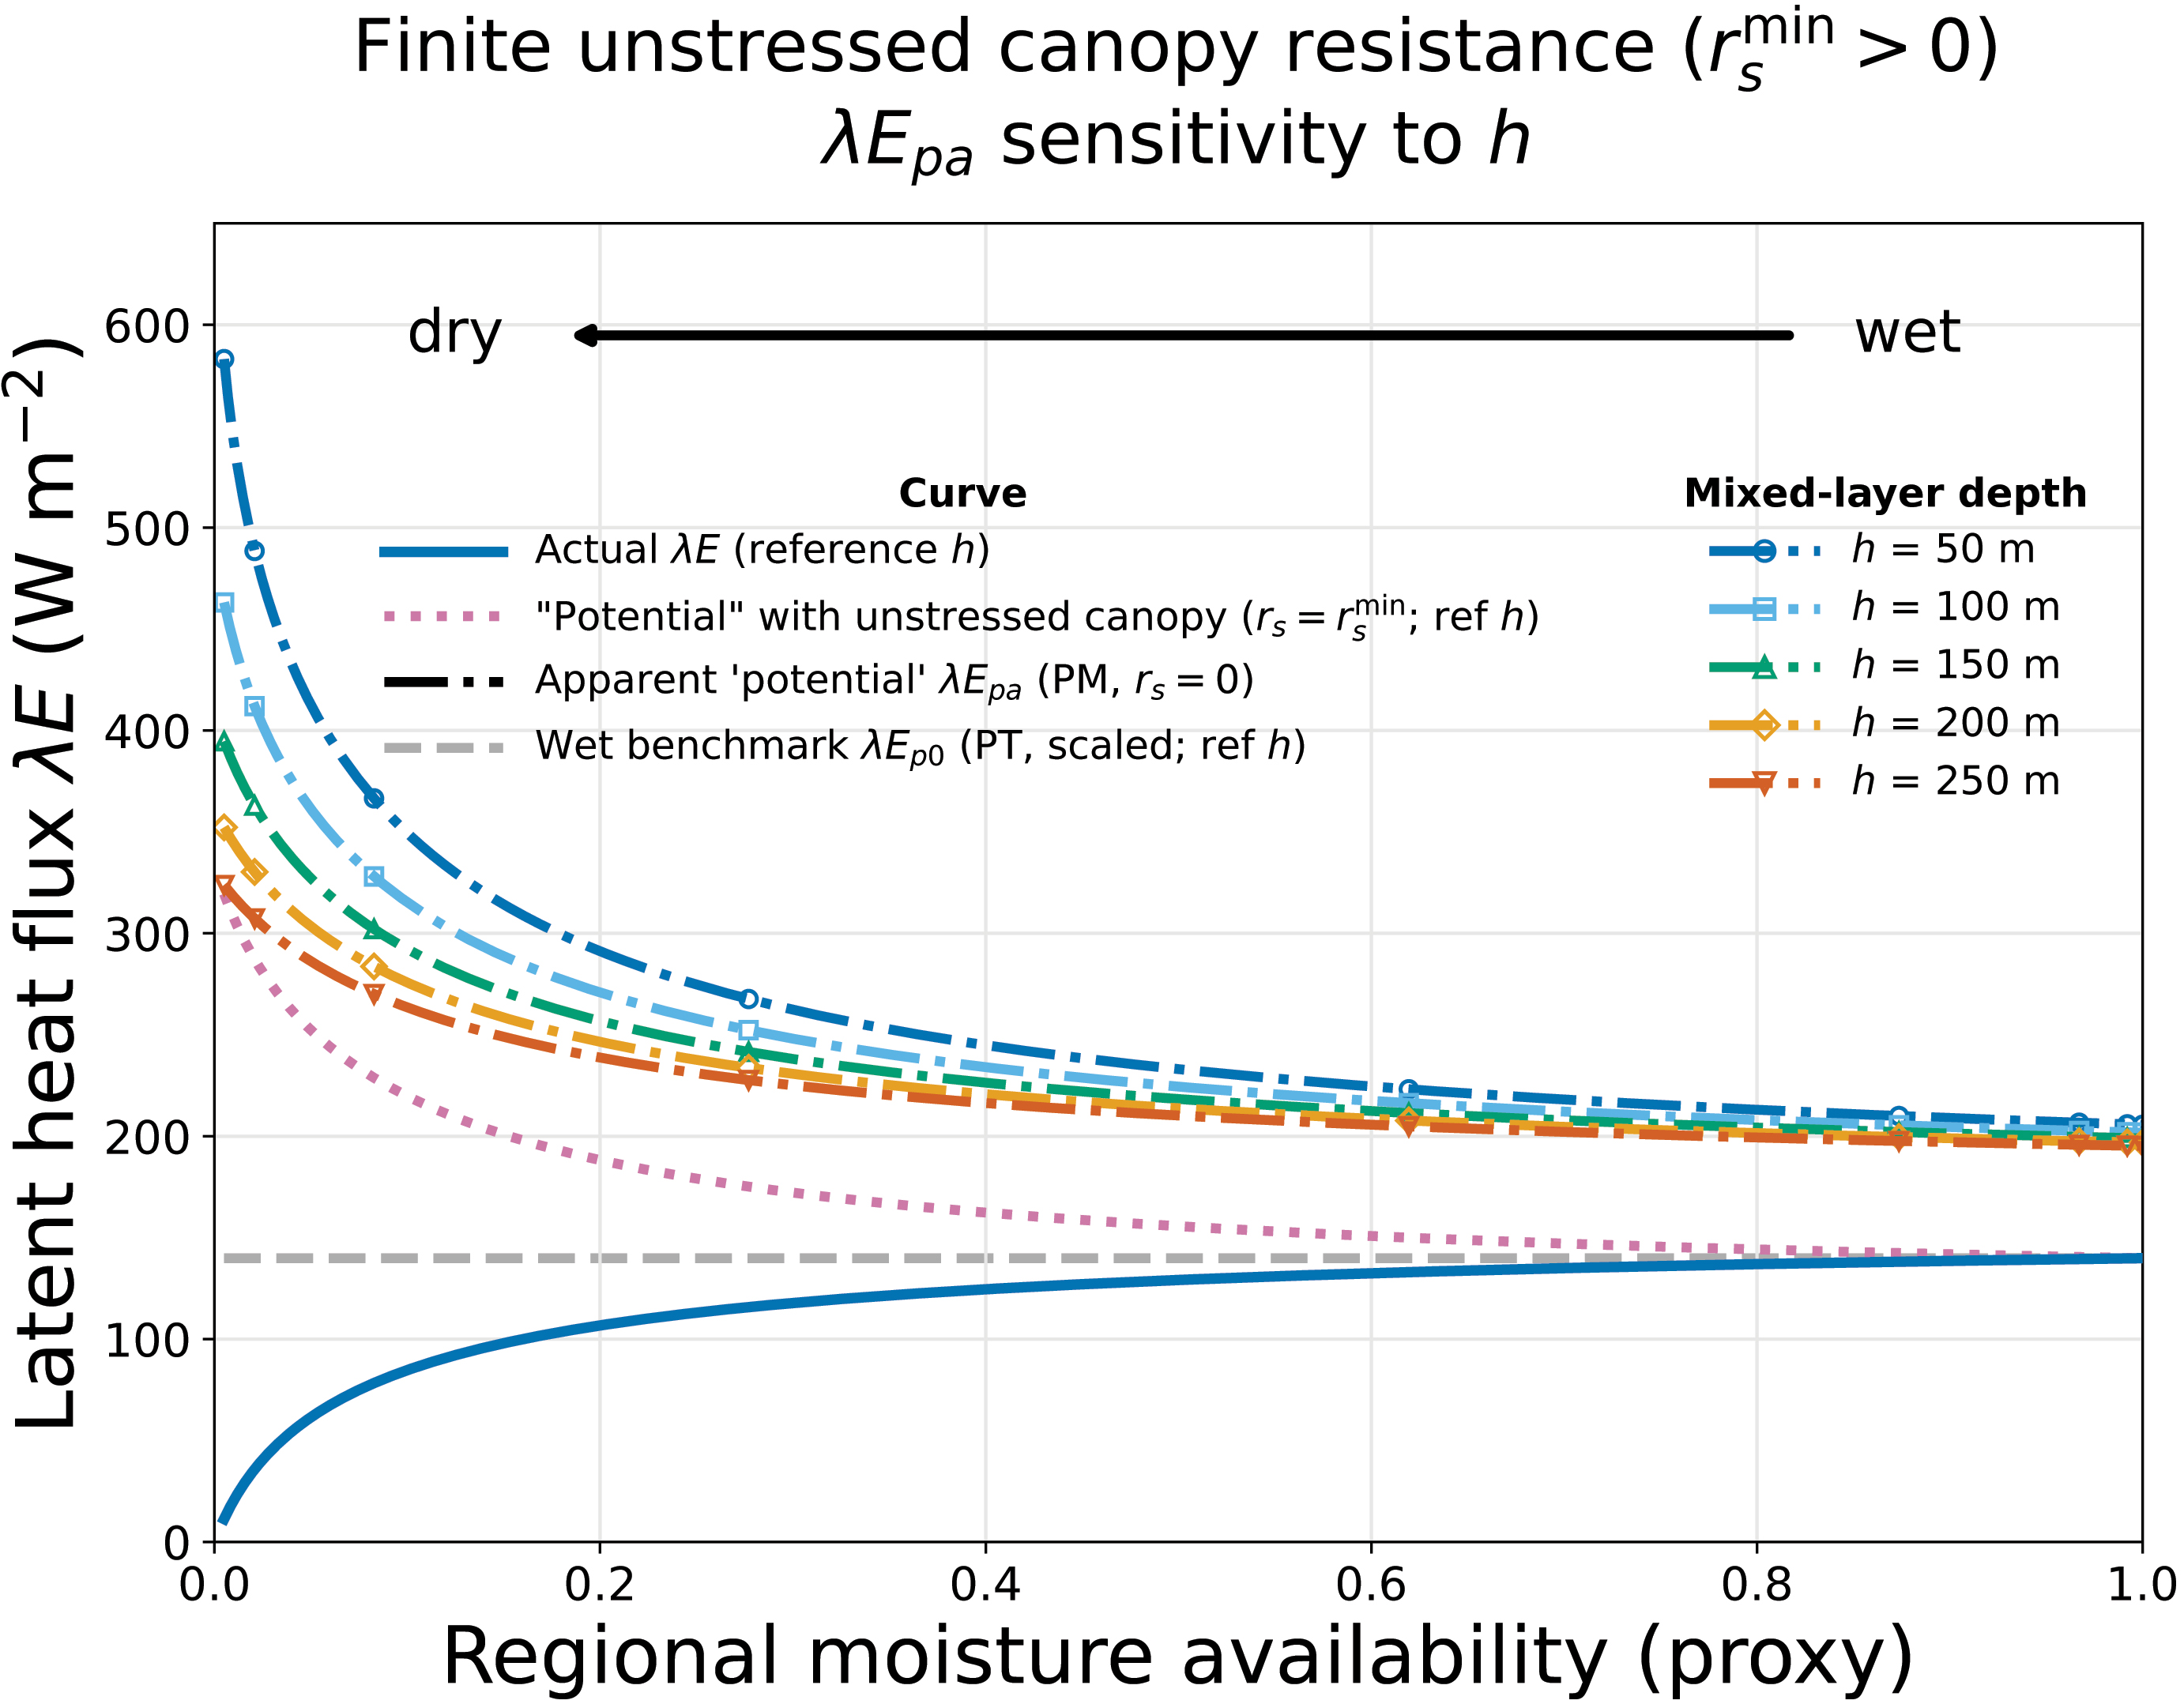 Finite unstressed canopy resistance (r_s^min > 0)
λE_pa sensitivity to h
Latent heat flux λE (W m⁻²)
600
500
400
300
200
100
0
dry
wet
Curve
Actual λE (reference h)
"Potential" with unstressed canopy (r_s = r_s^min; ref h)
Apparent 'potential' λE_pa (PM, r_s = 0)
Wet benchmark λE_p0 (PT, scaled; ref h)
Mixed-layer depth
h = 50 m
h = 100 m
h = 150 m
h = 200 m
h = 250 m
0.0 0.2 0.4 0.6 0.8 1.0
Regional moisture availability (proxy)